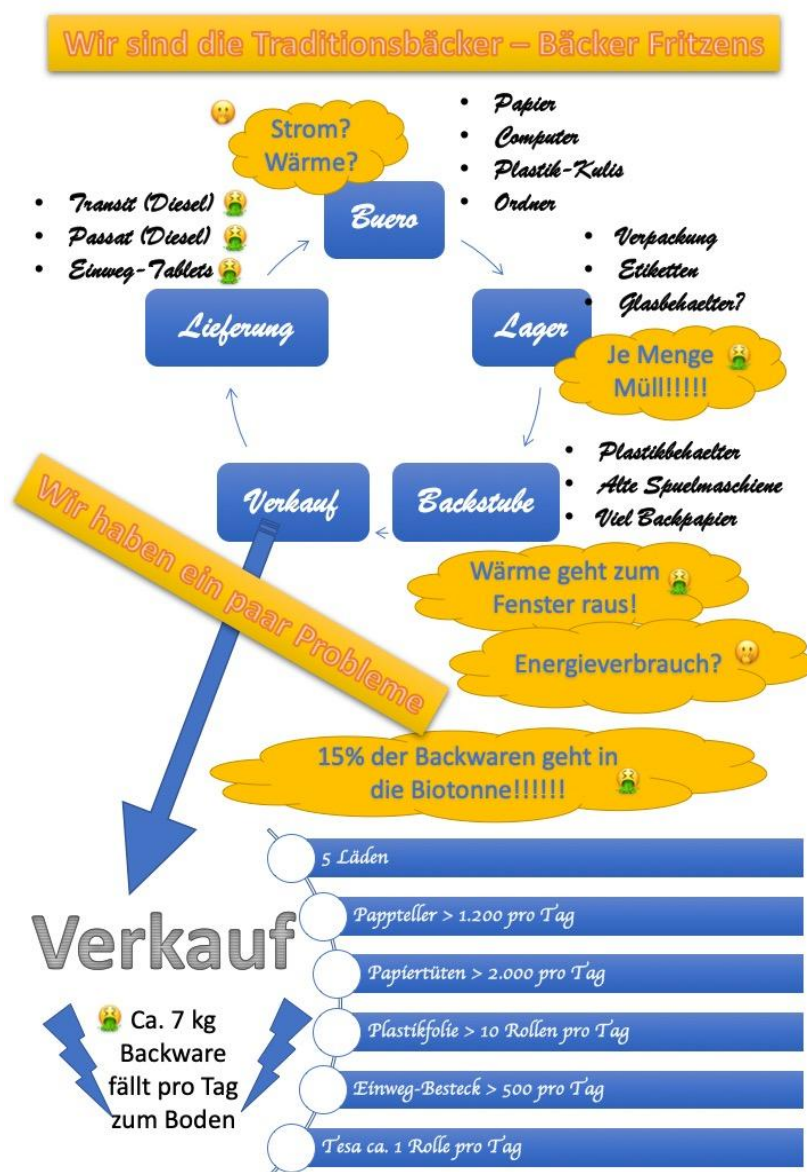 Wir sind die Traditionsbäcker – Bäcker Fritzens
Strom?
Wärme?
• Papier
• Computer
• Plastik-Kulis
• Ordner
• Transit (Diesel) 🤮
• Passat (Diesel) 🤮
• Einweg-Tablets 🤮
Buero
• Verpackung
• Etiketten
• Glasbehaelter?
Lieferung
Lager
Je Menge
Müll!!!!!
Verkauf
Backstube
• Plastikbehaelter
• Alte Spuelmaschiene
• Viel Backpapier
Wir haben ein paar Probleme
Wärme geht zum
Fenster raus!
Energieverbrauch?
15% der Backwaren geht in
die Biotonne!!!!!!
Verkauf
Ca. 7 kg
Backware
fällt pro Tag
zum Boden
5 Läden
Pappteller > 1.200 pro Tag
Papiertüten > 2.000 pro Tag
Plastikfolie > 10 Rollen pro Tag
Einweg-Besteck > 500 pro Tag
Tesa ca. 1 Rolle pro Tag